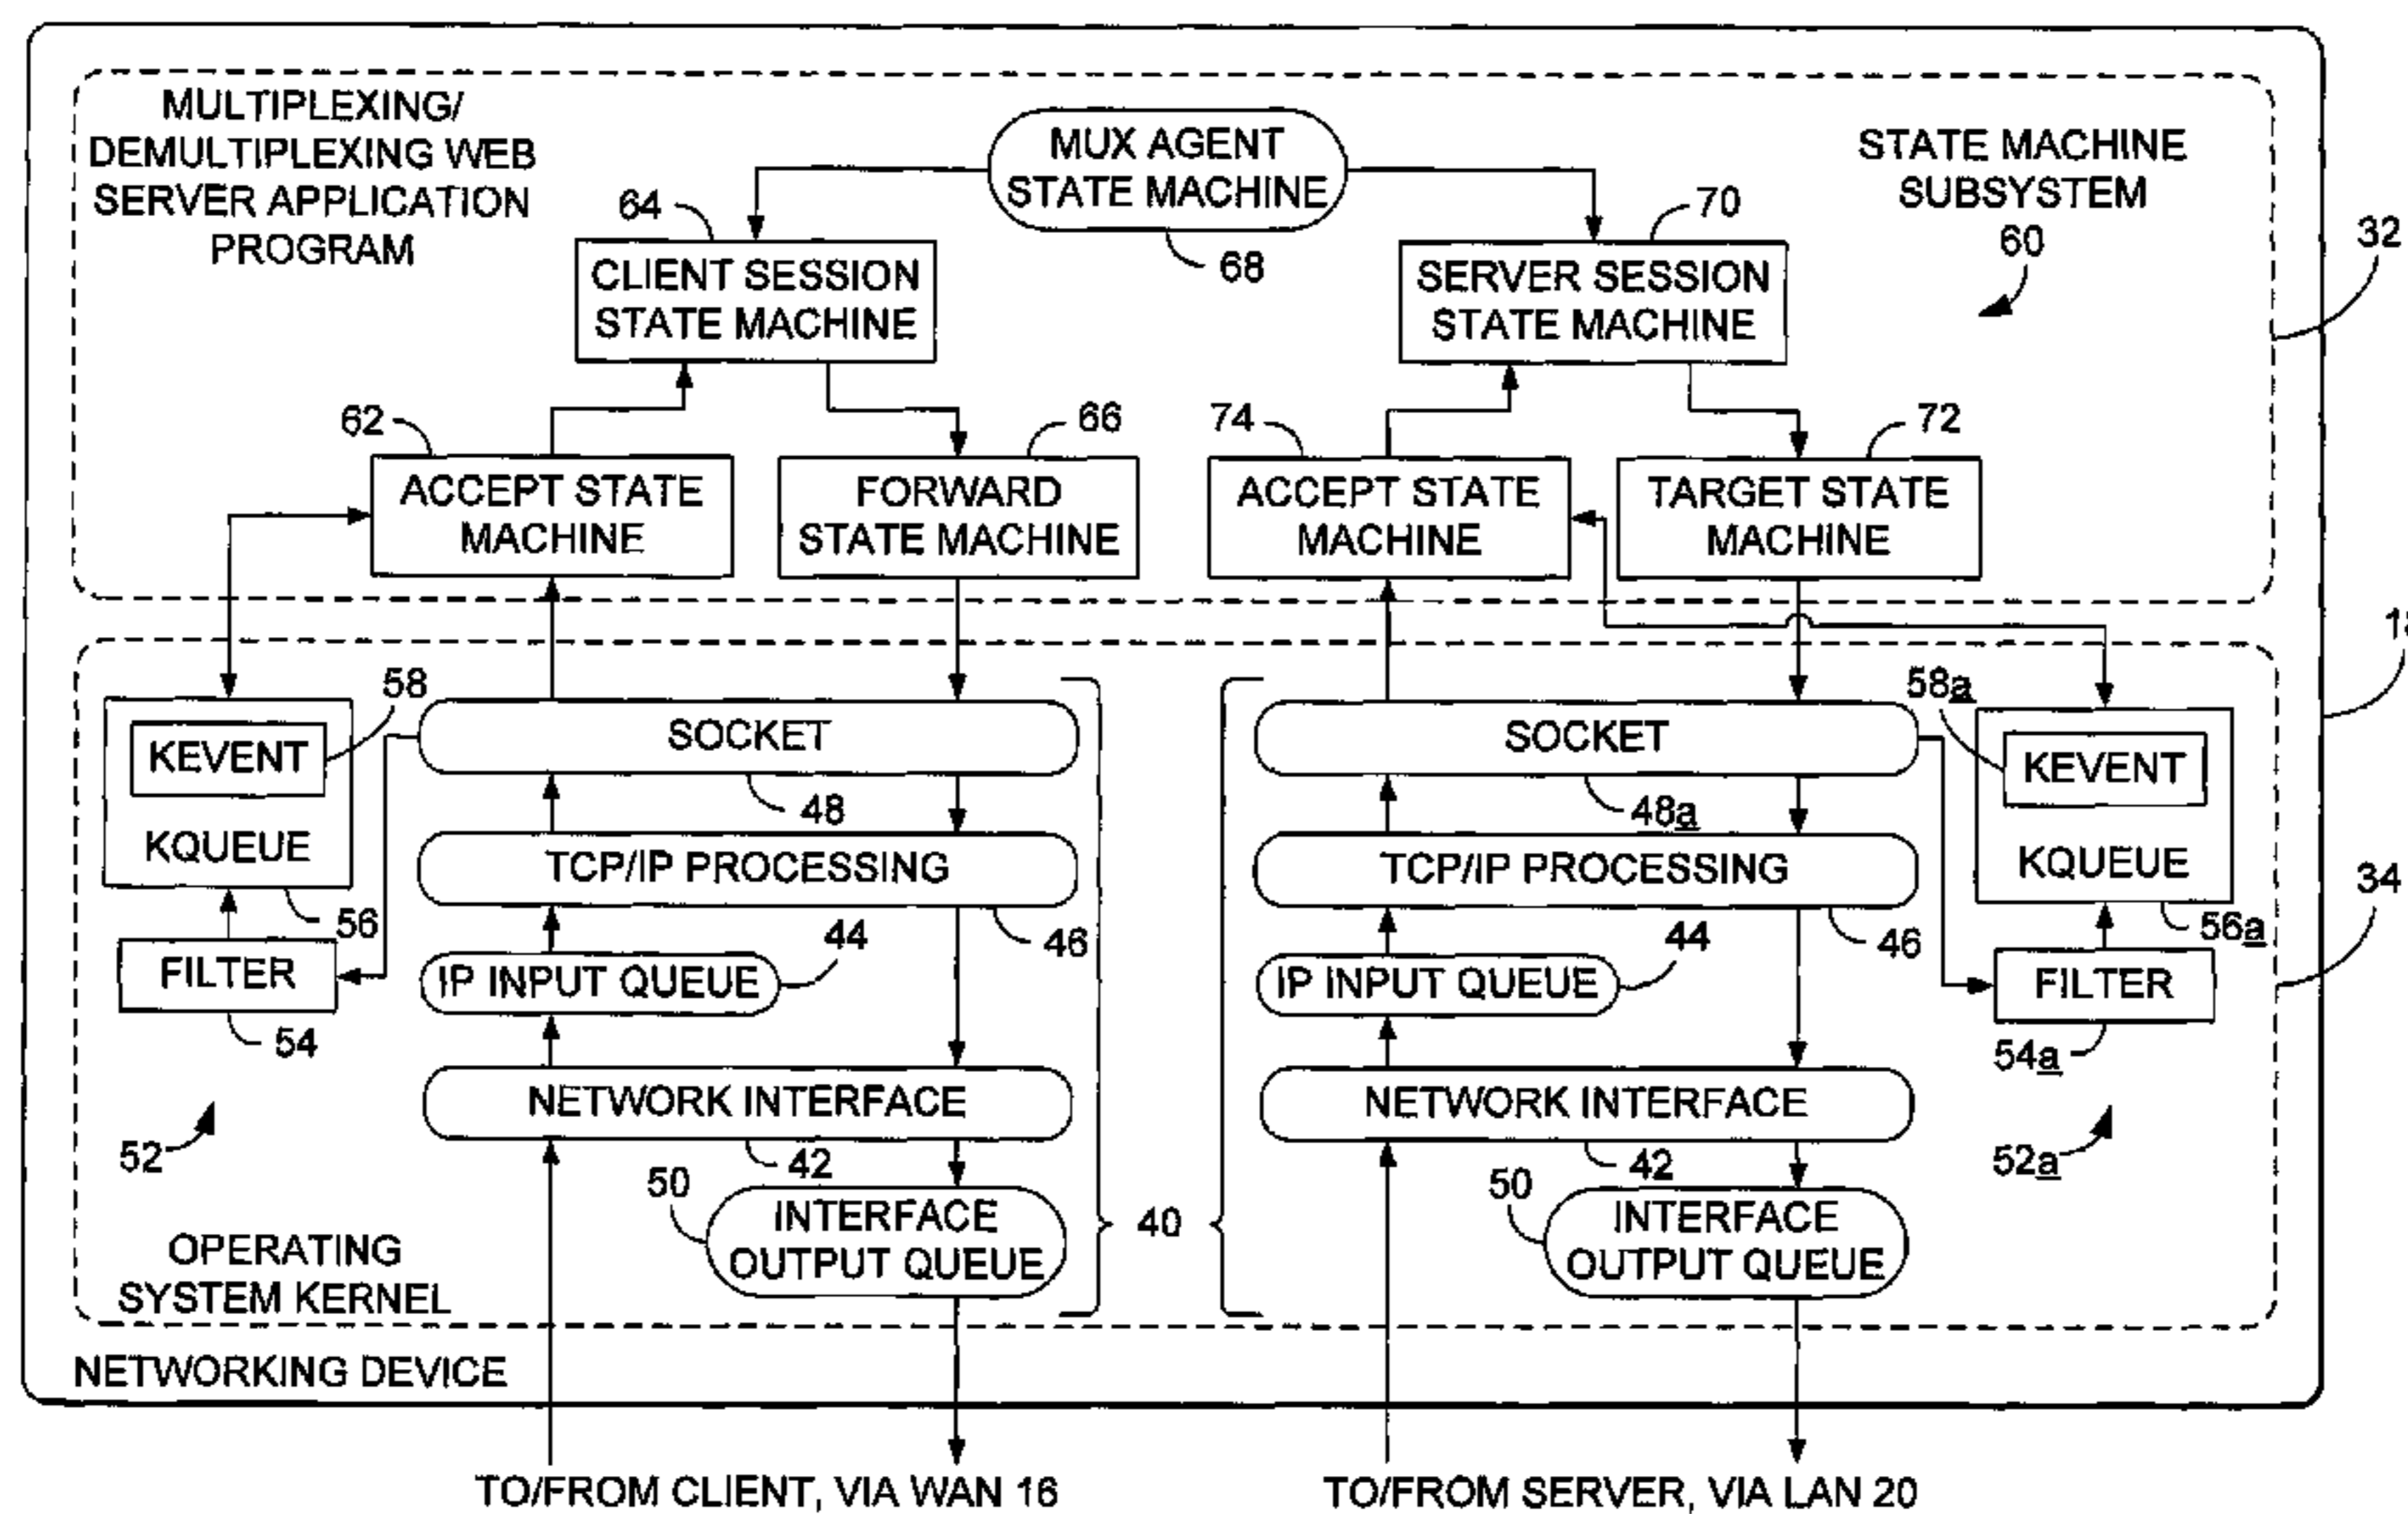 MULTIPLEXING/
DEMULTIPLEXING WEB
SERVER APPLICATION
PROGRAM
MUX AGENT
STATE MACHINE
68
STATE MACHINE
SUBSYSTEM
60
32
64
CLIENT SESSION
STATE MACHINE
70
SERVER SESSION
STATE MACHINE
62
ACCEPT STATE
MACHINE
66
FORWARD
STATE MACHINE
74
ACCEPT STATE
MACHINE
72
TARGET STATE
MACHINE
58
KEVENT
KQUEUE
56
FILTER
54
52
SOCKET
48
TCP/IP PROCESSING
46
44
IP INPUT QUEUE
NETWORK INTERFACE
42
50
INTERFACE
OUTPUT QUEUE
40
SOCKET
48a
TCP/IP PROCESSING
46
44
IP INPUT QUEUE
NETWORK INTERFACE
42
50
INTERFACE
OUTPUT QUEUE
58a
KEVENT
KQUEUE
56a
FILTER
54a
52a
34
OPERATING
SYSTEM KERNEL
NETWORKING DEVICE
TO/FROM CLIENT, VIA WAN 16
TO/FROM SERVER, VIA LAN 20